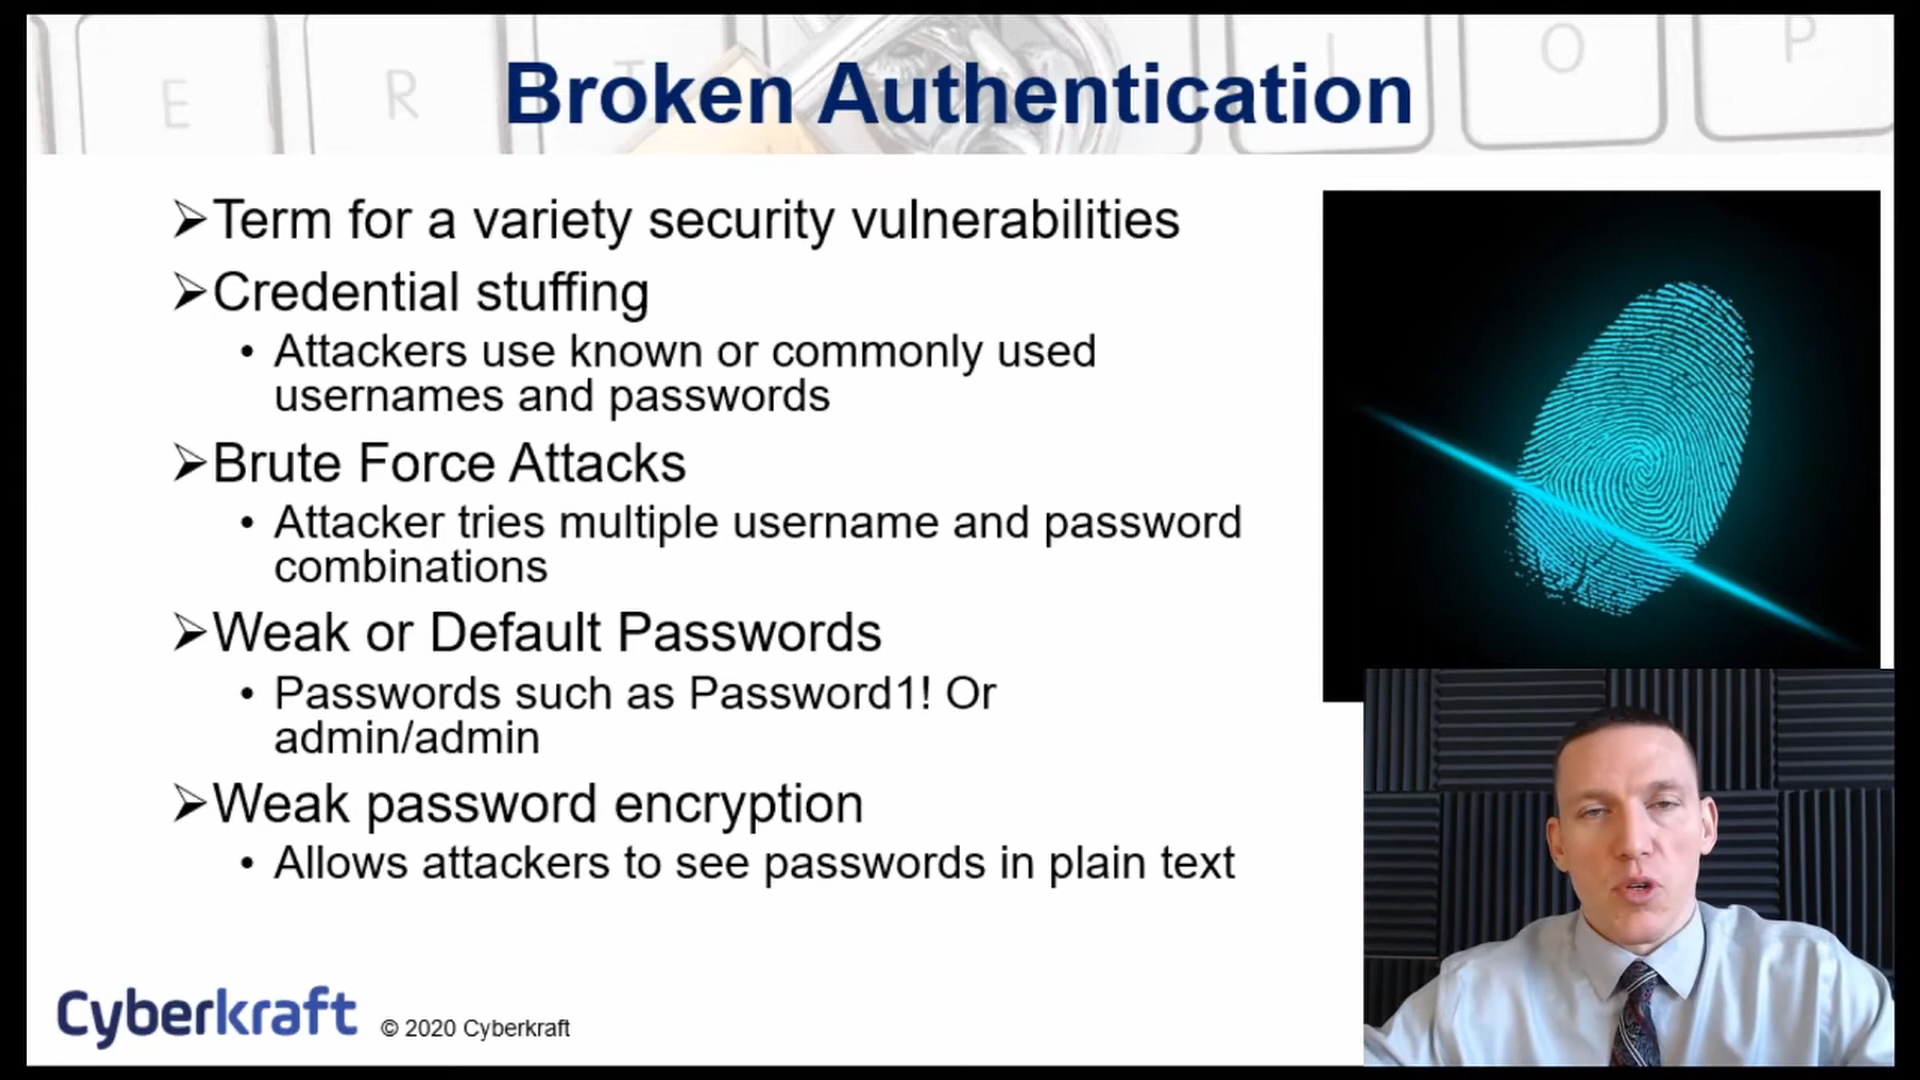 E R T I O P
Broken Authentication
➢Term for a variety security vulnerabilities
➢Credential stuffing
• Attackers use known or commonly used
usernames and passwords
➢Brute Force Attacks
• Attacker tries multiple username and password
combinations
➢Weak or Default Passwords
• Passwords such as Password1! Or
admin/admin
➢Weak password encryption
• Allows attackers to see passwords in plain text
Cyberkraft © 2020 Cyberkraft